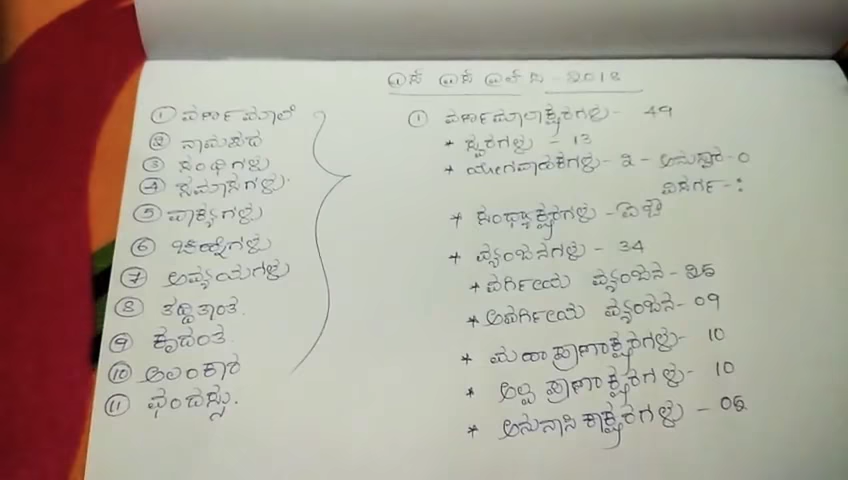 ಎಸ್ ಎಸ್ ಎಲ್ ಸಿ - 2018
① ವರ್ಣಮಾಲೆ
② ನಾಮಪದ
③ ಸಂಧಿಗಳು
④ ಸಮಾಸಗಳು.
⑤ ವಾಕ್ಯಗಳು
⑥ ಚಿಹ್ನೆಗಳು
⑦ ಅವ್ಯಯಗಳು
⑧ ತದ್ಧಿತಾಂತ.
⑨ ಕೃದಂತ.
⑩ ಅಲಂಕಾರ
⑪ ಛಂದಸ್ಸು.
① ವರ್ಣಮಾಲಾಕ್ಷರಗಳು - 49
* ಸ್ವರಗಳು - 13
* ಯೋಗವಾಹಕಗಳು - 2 - ಅನುಸ್ವಾರ - 0
ವಿಸರ್ಗ - :
* ಸಂಧ್ಯಕ್ಷರಗಳು -
* ವ್ಯಂಜನಗಳು - 34
* ವರ್ಗೀಯ ವ್ಯಂಜನ - 25
* ಅವರ್ಗೀಯ ವ್ಯಂಜನ - 09
* ಮಹಾ ಪ್ರಾಣಾಕ್ಷರಗಳು - 10
* ಅಲ್ಪ ಪ್ರಾಣಾಕ್ಷರಗಳು - 10
* ಅನುನಾಸಿಕಾಕ್ಷರಗಳು - 05